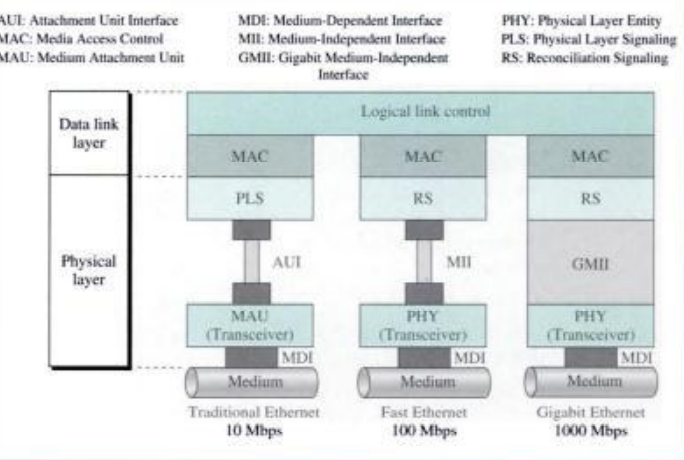 AUI: Attachment Unit Interface
MAC: Media Access Control
MAU: Medium Attachment Unit
MDI: Medium-Dependent Interface
MII: Medium-Independent Interface
GMII: Gigabit Medium-Independent
Interface
PHY: Physical Layer Entity
PLS: Physical Layer Signaling
RS: Reconciliation Signaling
Data link
layer
Physical
layer
Logical link control
MAC
PLS
AUI
MAU
(Transceiver)
MDI
Medium
Traditional Ethernet
10 Mbps
MAC
RS
MII
PHY
(Transceiver)
MDI
Medium
Fast Ethernet
100 Mbps
MAC
RS
GMII
PHY
(Transceiver)
MDI
Medium
Gigabit Ethernet
1000 Mbps